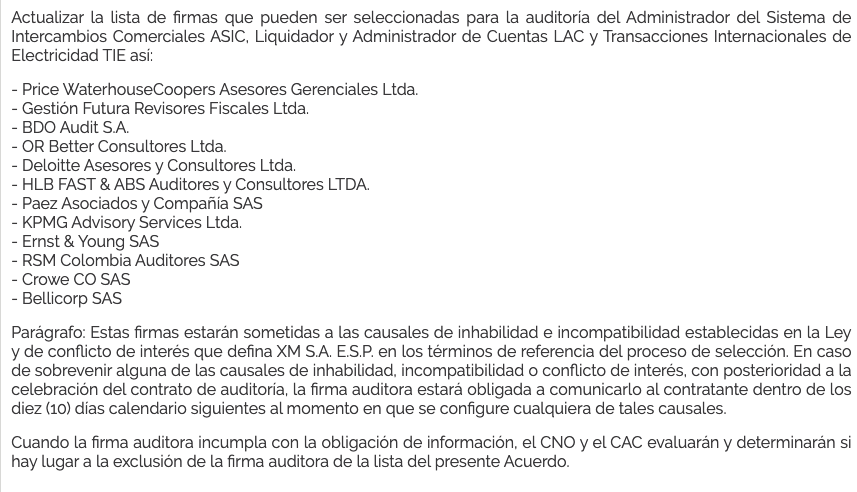 Actualizar la lista de firmas que pueden ser seleccionadas para la auditoría del Administrador del Sistema de
Intercambios Comerciales ASIC, Liquidador y Administrador de Cuentas LAC y Transacciones Internacionales de
Electricidad TIE así:
- Price WaterhouseCoopers Asesores Gerenciales Ltda.
- Gestión Futura Revisores Fiscales Ltda.
- BDO Audit S.A.
- OR Better Consultores Ltda.
- Deloitte Asesores y Consultores Ltda.
- HLB FAST & ABS Auditores y Consultores LTDA.
- Paez Asociados y Compañía SAS
- KPMG Advisory Services Ltda.
- Ernst & Young SAS
- RSM Colombia Auditores SAS
- Crowe CO SAS
- Bellicorp SAS
Parágrafo: Estas firmas estarán sometidas a las causales de inhabilidad e incompatibilidad establecidas en la Ley
y de conflicto de interés que defina XM S.A. E.S.P. en los términos de referencia del proceso de selección. En caso
de sobrevenir alguna de las causales de inhabilidad, incompatibilidad o conflicto de interés, con posterioridad a la
celebración del contrato de auditoría, la firma auditora estará obligada a comunicarlo al contratante dentro de los
diez (10) días calendario siguientes al momento en que se configure cualquiera de tales causales.
Cuando la firma auditora incumpla con la obligación de información, el CNO y el CAC evaluarán y determinarán si
hay lugar a la exclusión de la firma auditora de la lista del presente Acuerdo.